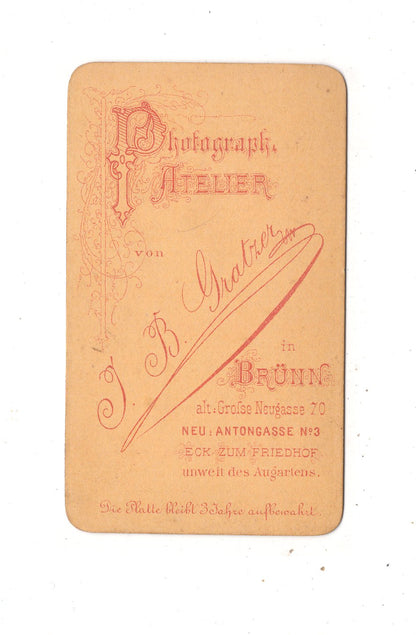 Photograph.
ATELIER
von
J. B. Gratzer
in
BRÜNN
alt: Große Neugasse 70
NEU: ANTONGASSE No 3
ECK ZUM FRIEDHOF
unweit des Augartens.
Die Platte bleibt 3 Jahre aufbewahrt.